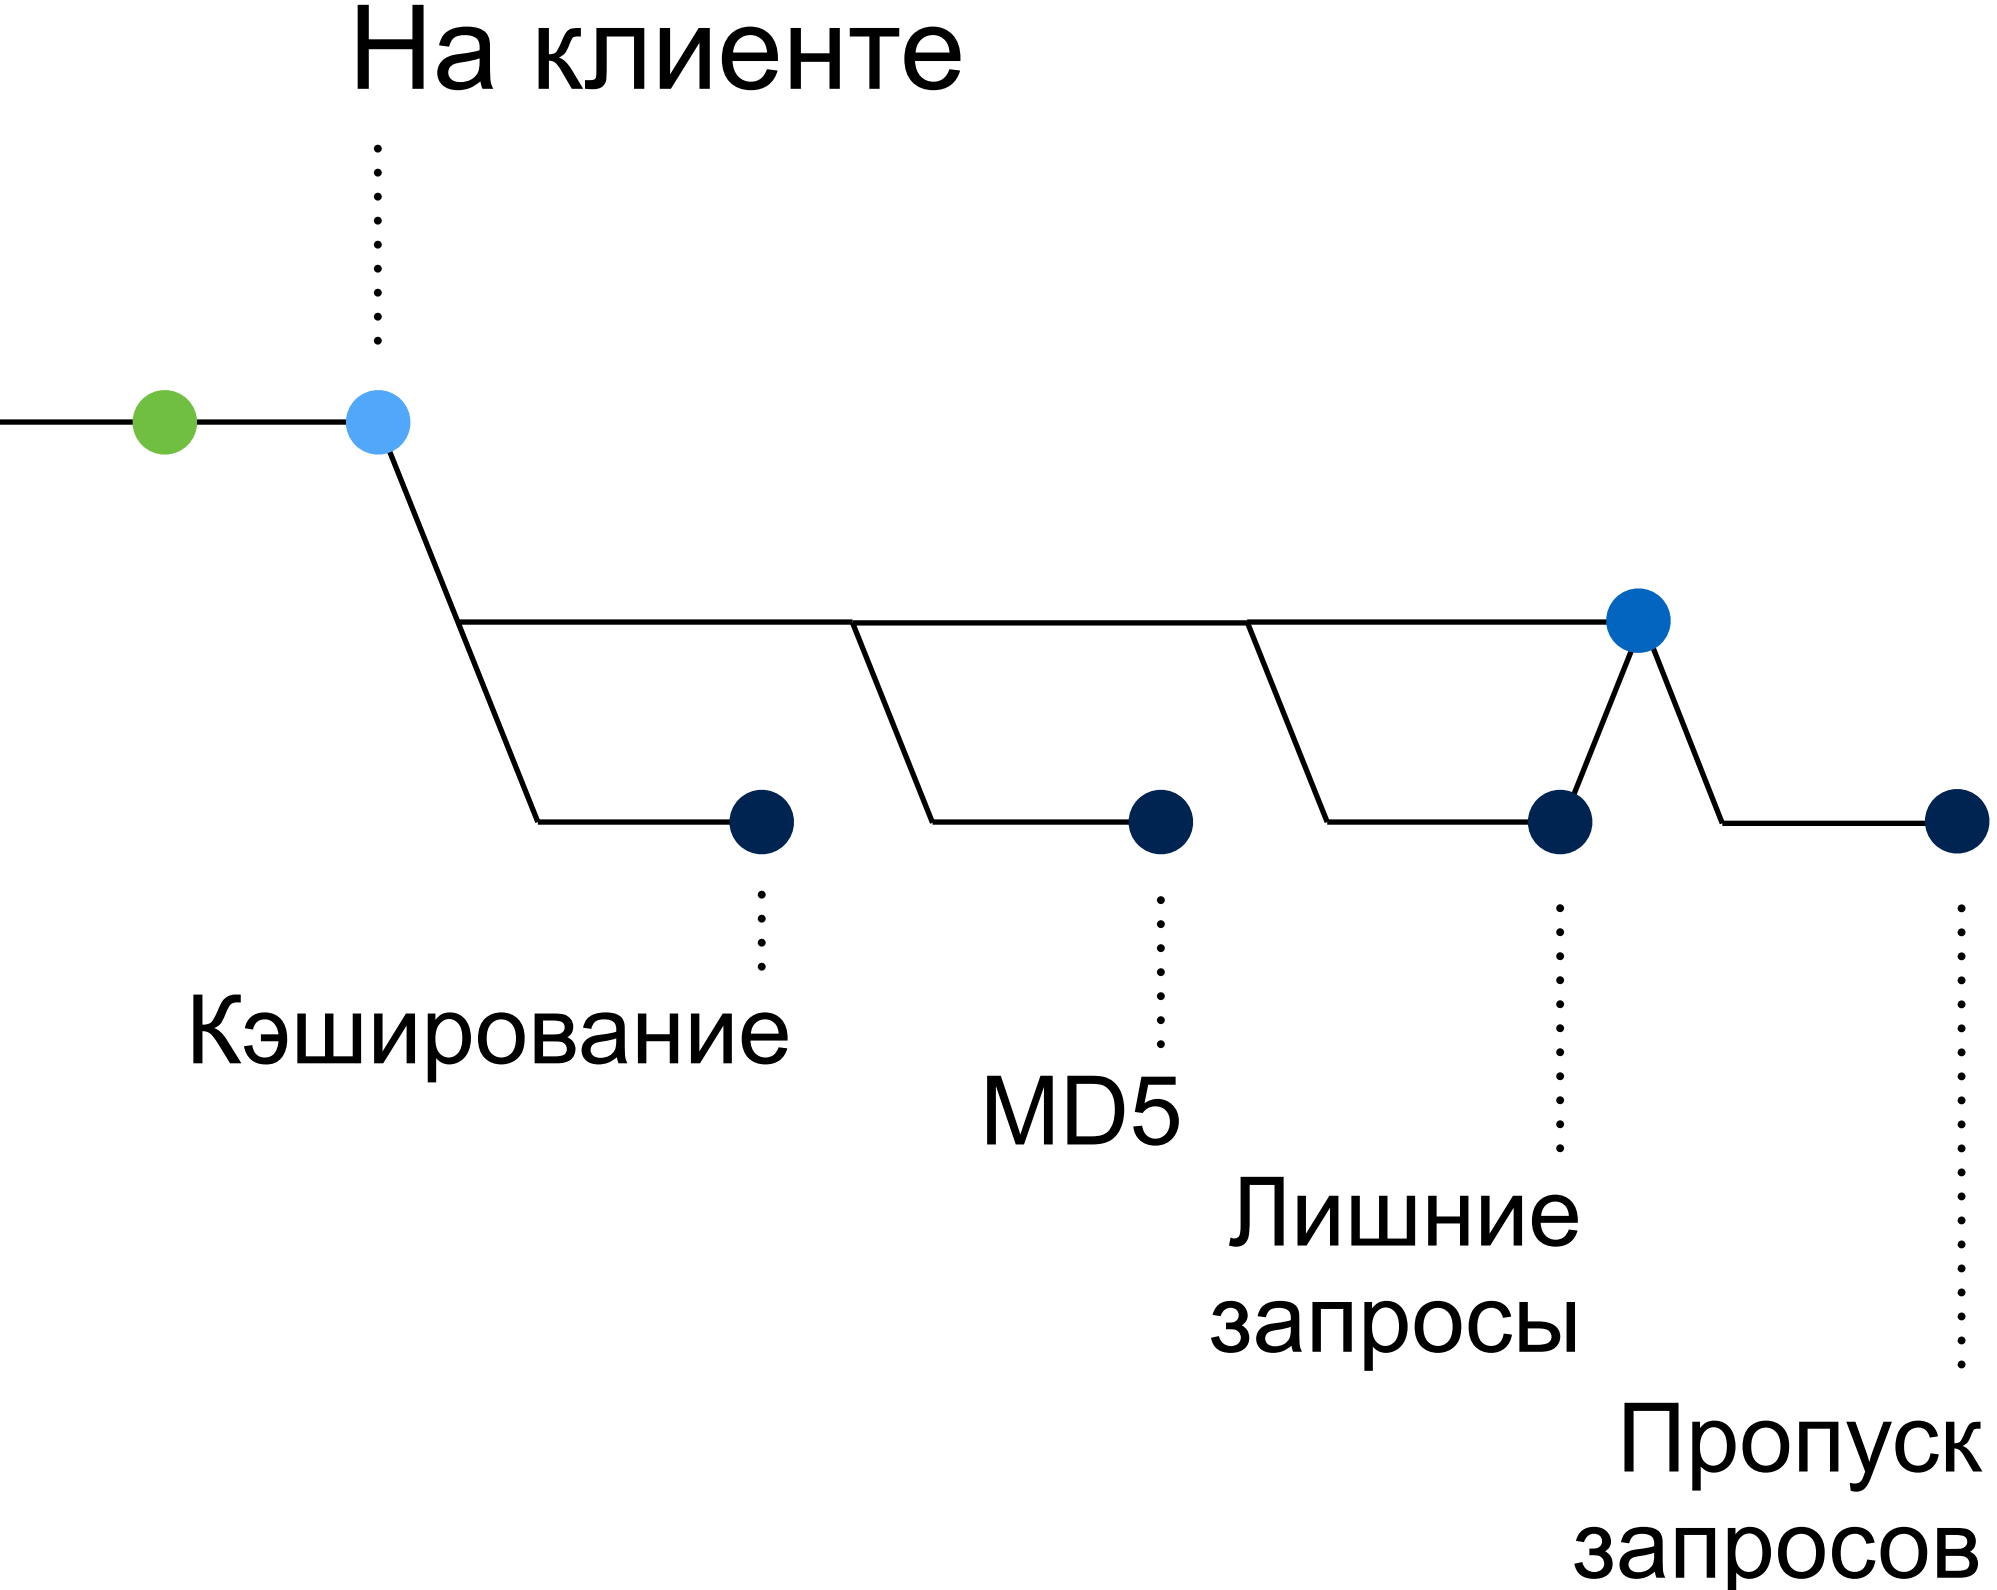 На клиенте
Кэширование
MD5
Лишние
запросы
Пропуск
запросов